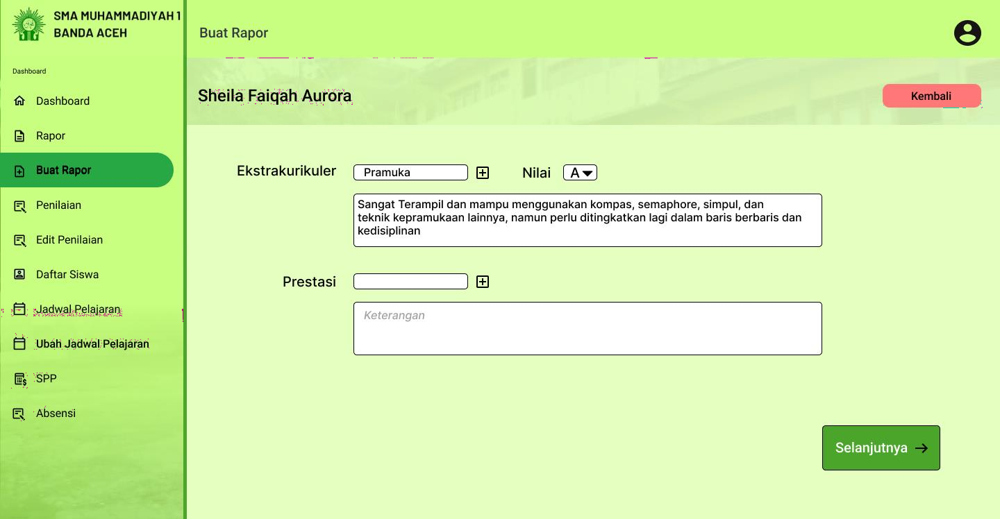 SMA MUHAMMADIYAH 1
BANDA ACEH
Buat Rapor
Dashboard
Dashboard
Rapor
Buat Rapor
Penilaian
Edit Penilaian
Daftar Siswa
Jadwal Pelajaran
Ubah Jadwal Pelajaran
SPP
Absensi
Sheila Faiqah Aurora
Kembali
Ekstrakurikuler
Pramuka
Nilai
A
Sangat Terampil dan mampu menggunakan kompas, semaphore, simpul, dan
teknik kepramukaan lainnya, namun perlu ditingkatkan lagi dalam baris berbaris dan
kedisiplinan
Prestasi
Keterangan
Selanjutnya